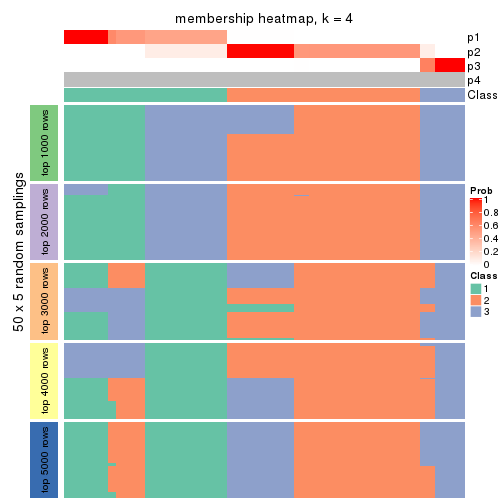 membership heatmap, k = 4
p1
p2
p3
p4
Class
50 x 5 random samplings
top 1000 rows
top 2000 rows
top 3000 rows
top 4000 rows
top 5000 rows
Prob
1
0.8
0.6
0.4
0.2
0
Class
1
2
3